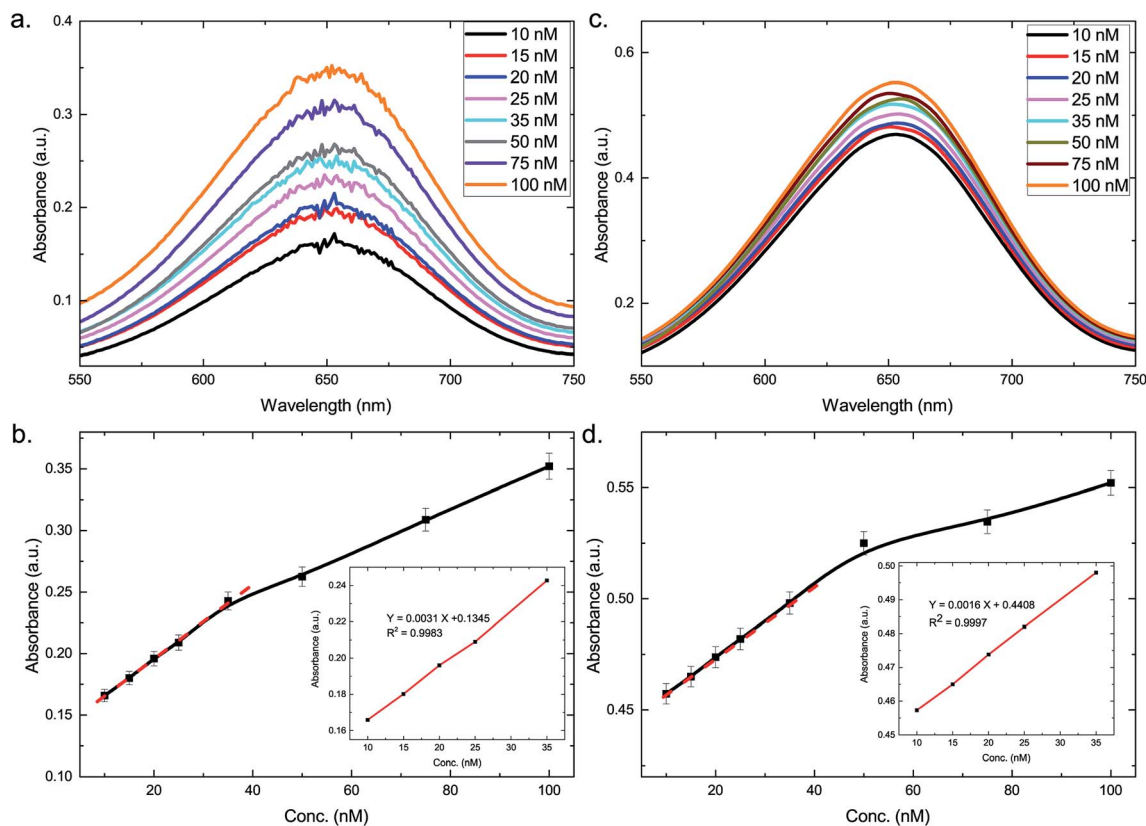 a.
0.4
0.3
0.2
0.1
Absorbance (a.u.)
10 nM
15 nM
20 nM
25 nM
35 nM
50 nM
75 nM
100 nM
550
600
650
700
750
Wavelength (nm)
c.
0.6
0.4
0.2
Absorbance (a.u.)
10 nM
15 nM
20 nM
25 nM
35 nM
50 nM
75 nM
100 nM
550
600
650
700
750
Wavelength (nm)
b.
0.35
0.30
0.25
0.20
0.15
0.10
Absorbance (a.u.)
20
40
60
80
100
Conc. (nM)
0.24
0.22
0.20
0.18
0.16
Absorbance (a.u.)
Y = 0.0031 X +0.1345
R² = 0.9983
10
15
20
25
30
35
Conc. (nM)
d.
0.55
0.50
0.45
Absorbance (a.u.)
20
40
60
80
100
Conc. (nM)
0.50
0.49
0.48
0.47
0.46
0.45
Absorbance (a.u.)
Y = 0.0016 X + 0.4408
R² = 0.9997
10
15
20
25
30
35
Conc. (nM)